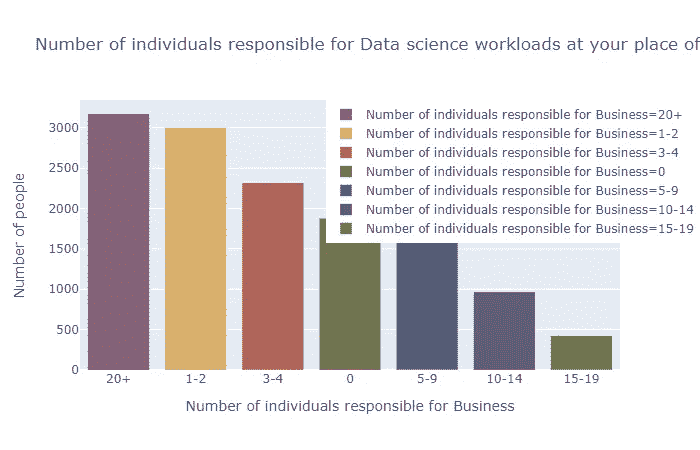 Number of individuals responsible for Data science workloads at your place of
Number of individuals responsible for Business=20+
Number of individuals responsible for Business=1-2
Number of individuals responsible for Business=3-4
Number of individuals responsible for Business=0
Number of individuals responsible for Business=5-9
Number of individuals responsible for Business=10-14
Number of individuals responsible for Business=15-19
Number of people
3000
2500
2000
1500
1000
500
0
20+ 1-2 3-4 0 5-9 10-14 15-19
Number of individuals responsible for Business